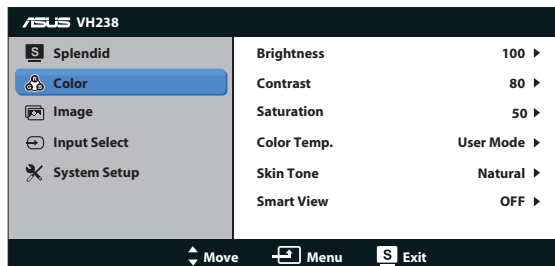 ASUS VH238
S Splendid
Color
Image
Input Select
System Setup
Brightness 100
Contrast 80
Saturation 50
Color Temp. User Mode
Skin Tone Natural
Smart View OFF
Move Menu S Exit